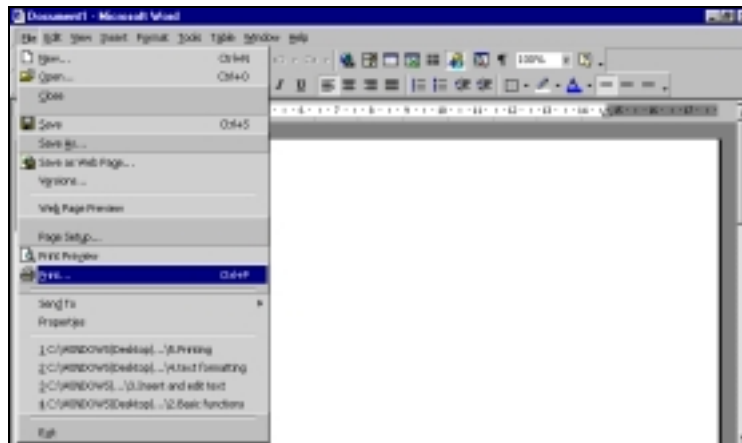 Document1 - Microsoft Word
File Edit View Insert Format Tools Table Window Help
New... Ctrl+N
Open... Ctrl+O
Close
Save Ctrl+S
Save As...
Save as Web Page...
Versions...
Web Page Preview
Page Setup...
Print Preview
Print... Ctrl+P
Send To
Properties
1 C:\WINDOWS\Desktop\...\5.Printing
2 C:\WINDOWS\Desktop\...\4.text formatting
3 C:\WINDOWS\...\3.Insert and edit text
4 C:\WINDOWS\Desktop\...\2.Basic functions
Exit
100%